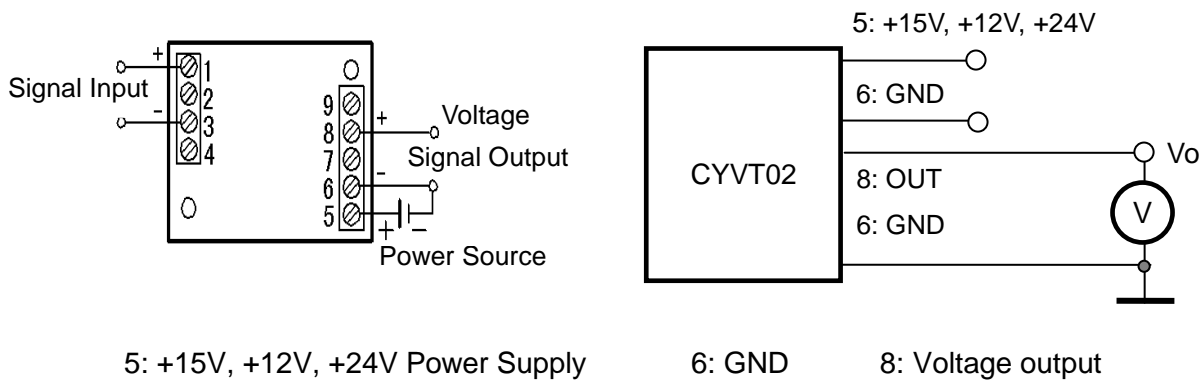 5: +15V, +12V, +24V
+
1
Signal Input
2
6: GND
9
-
3
+
Voltage
8
4
Signal Output
Vo
7
CYVT02
8: OUT
-
6
V
5
6: GND
+ -
Power Source
5: +15V, +12V, +24V Power Supply 6: GND 8: Voltage output